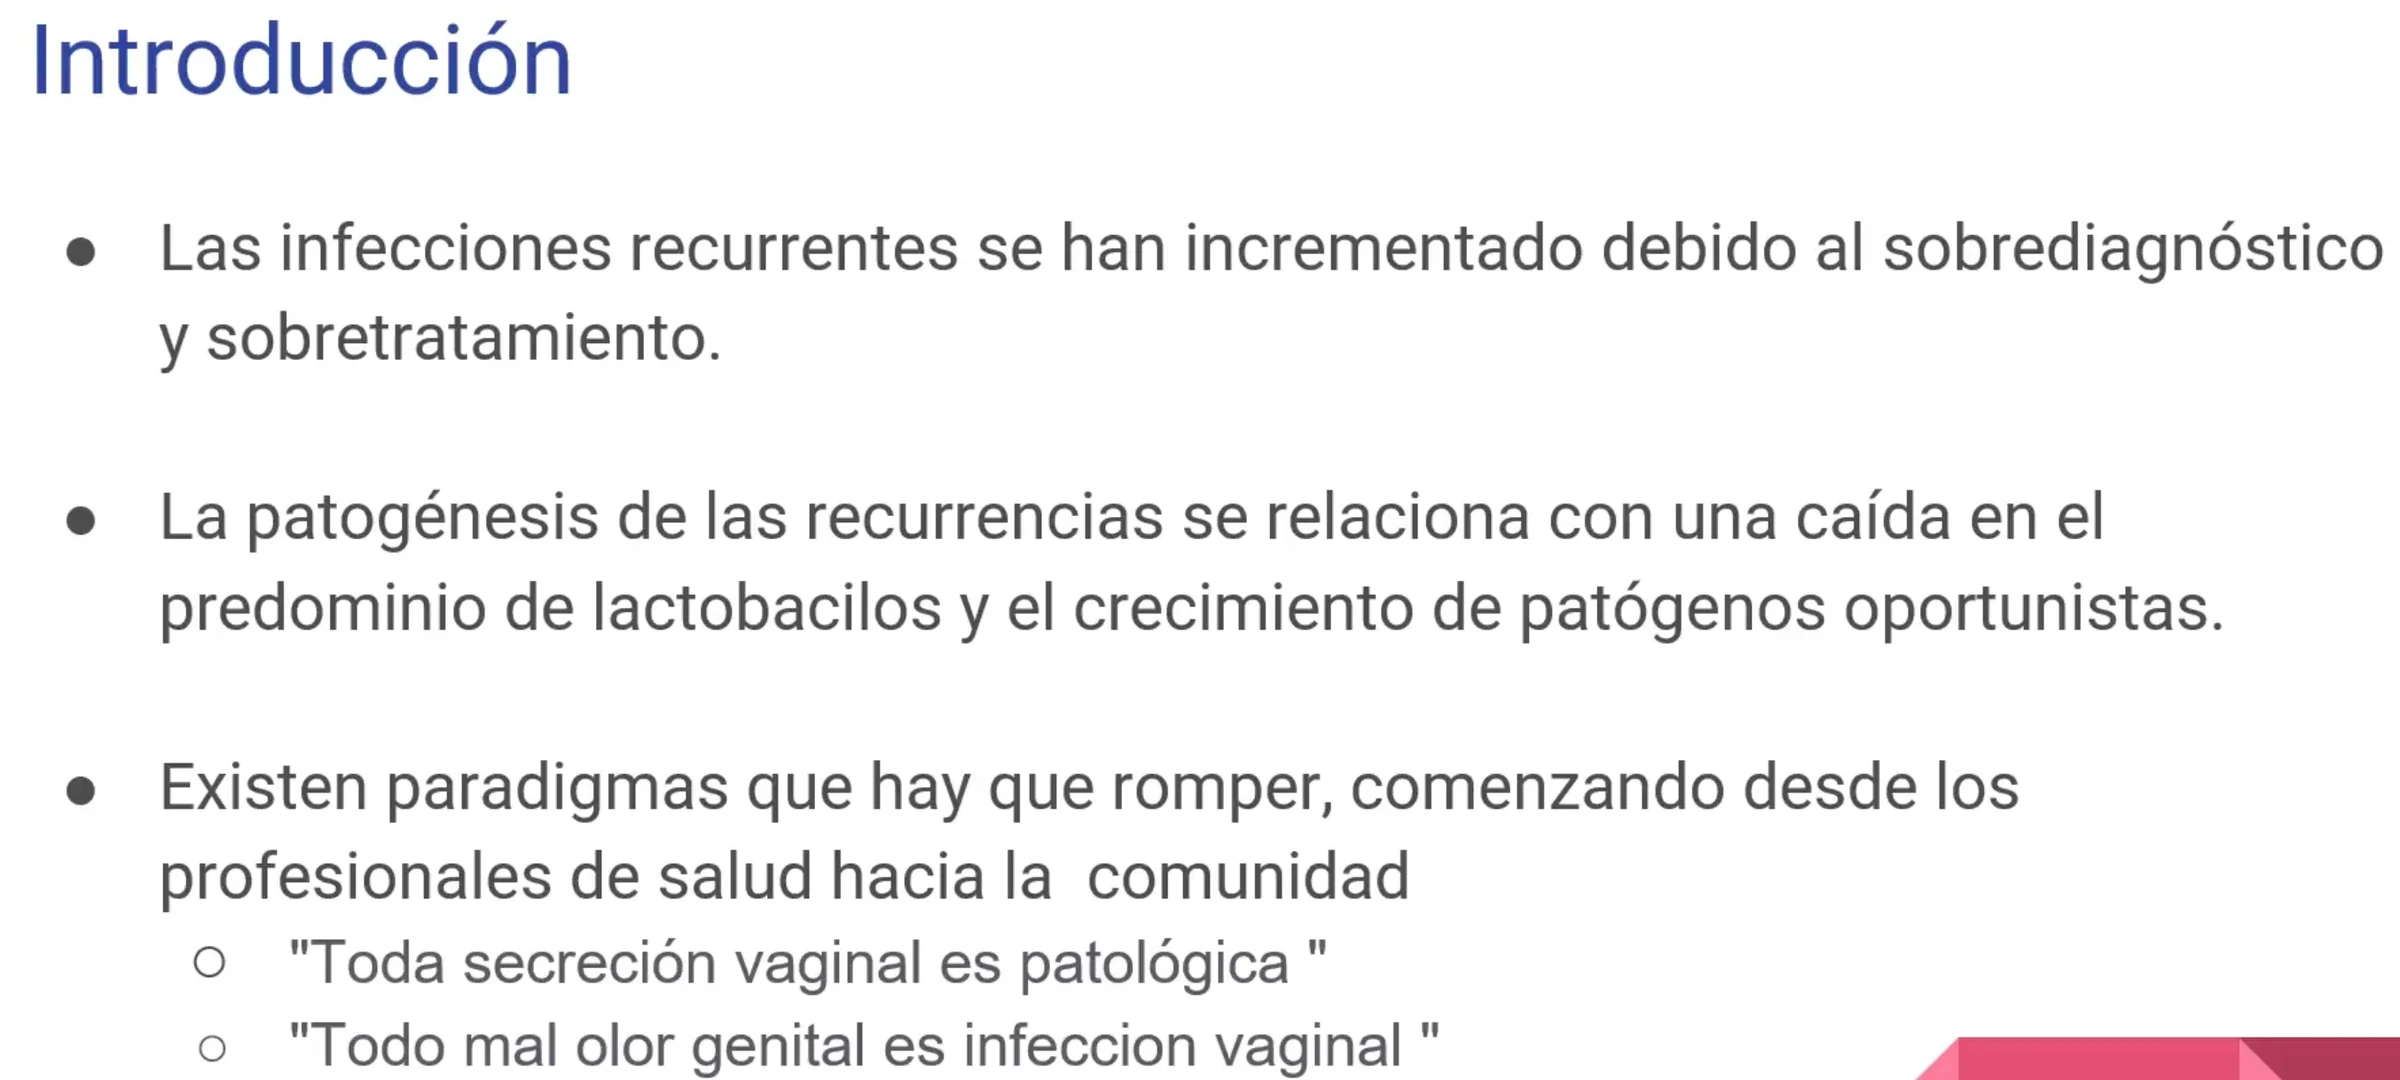 Introducción
● Las infecciones recurrentes se han incrementado debido al sobrediagnóstico
y sobretratamiento.
● La patogénesis de las recurrencias se relaciona con una caída en el
predominio de lactobacilos y el crecimiento de patógenos oportunistas.
● Existen paradigmas que hay que romper, comenzando desde los
profesionales de salud hacia la  comunidad
○ "Toda secreción vaginal es patológica "
○ "Todo mal olor genital es infeccion vaginal "